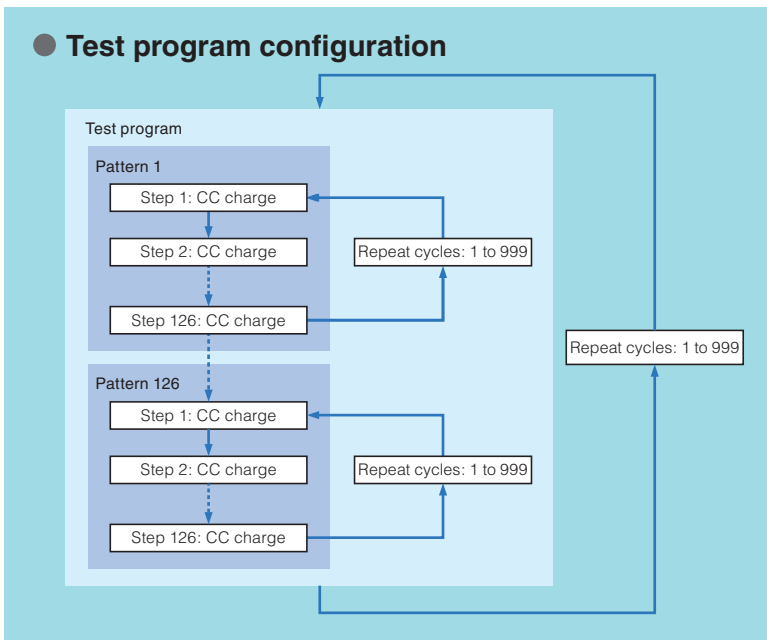 Test program configuration
Test program
Pattern 1
Step 1: CC charge
Step 2: CC charge
Repeat cycles: 1 to 999
Step 126: CC charge
Repeat cycles: 1 to 999
Pattern 126
Step 1: CC charge
Step 2: CC charge
Repeat cycles: 1 to 999
Step 126: CC charge